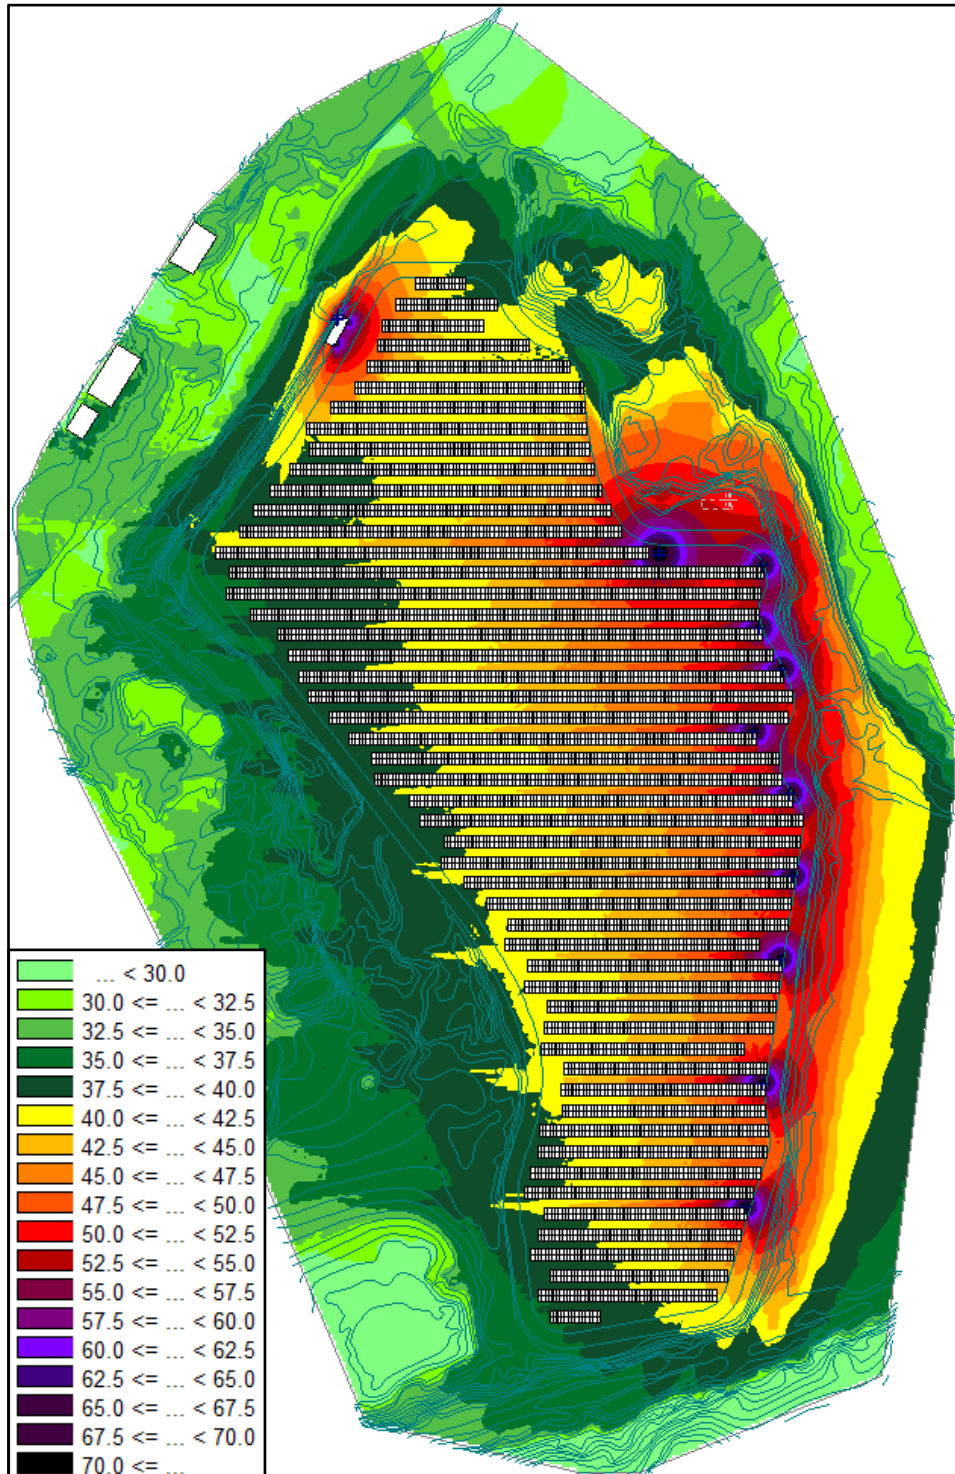 ... < 30.0
30.0 <= ... < 32.5
32.5 <= ... < 35.0
35.0 <= ... < 37.5
37.5 <= ... < 40.0
40.0 <= ... < 42.5
42.5 <= ... < 45.0
45.0 <= ... < 47.5
47.5 <= ... < 50.0
50.0 <= ... < 52.5
52.5 <= ... < 55.0
55.0 <= ... < 57.5
57.5 <= ... < 60.0
60.0 <= ... < 62.5
62.5 <= ... < 65.0
65.0 <= ... < 67.5
67.5 <= ... < 70.0
70.0 <= ...